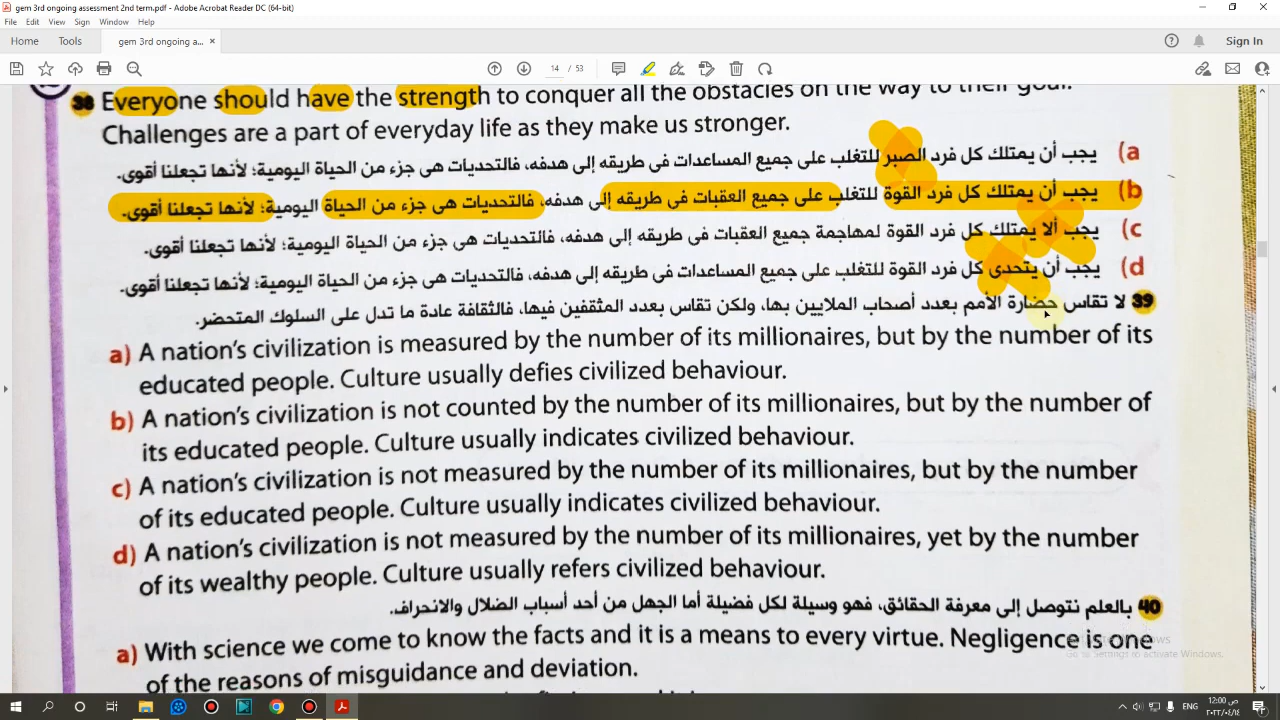 gem 3rd ongoing assessment 2nd term.pdf - Adobe Acrobat Reader DC (64-bit)
File Edit View Sign Window Help
Home Tools gem 3rd ongoing a... × Sign In
14 / 53
38 Everyone should have the strength to conquer all the obstacles on the way to their goal.
Challenges are a part of everyday life as they make us stronger.
a) يجب أن يمتلك كل فرد الصبر للتغلب على جميع المساعدات فى طريقه إلى هدفه، فالتحديات هى جزء من الحياة اليومية؛ لأنها تجعلنا أقوى.
b) يجب أن يمتلك كل فرد القوة للتغلب على جميع العقبات فى طريقه إلى هدفه، فالتحديات هى جزء من الحياة اليومية؛ لأنها تجعلنا أقوى.
c) يجب ألا يمتلك كل فرد القوة لمهاجمة جميع العقبات فى طريقه إلى هدفه، فالتحديات هى جزء من الحياة اليومية؛ لأنها تجعلنا أقوى.
d) يجب أن يتحدى كل فرد القوة للتغلب على جميع المساعدات فى طريقه إلى هدفه، فالتحديات هى جزء من الحياة اليومية؛ لأنها تجعلنا أقوى.
39 لا تقاس حضارة الأمم بعدد أصحاب الملايين بها، ولكن تقاس بعدد المثقفين فيها، فالثقافة عادة ما تدل على السلوك المتحضر.
a) A nation's civilization is measured by the number of its millionaires, but by the number of its
educated people. Culture usually defies civilized behaviour.
b) A nation's civilization is not counted by the number of its millionaires, but by the number of
its educated people. Culture usually indicates civilized behaviour.
c) A nation's civilization is not measured by the number of its millionaires, but by the number
of its educated people. Culture usually indicates civilized behaviour.
d) A nation's civilization is not measured by the number of its millionaires, yet by the number
of its wealthy people. Culture usually refers civilized behaviour.
40 بالعلم نتوصل إلى معرفة الحقائق، فهو وسيلة لكل فضيلة أما الجهل من أحد أسباب الضلال والانحراف.
a) With science we come to know the facts and it is a means to every virtue. Negligence is one
of the reasons of misguidance and deviation.
Activate Windows
Go to Settings to activate Windows.
ENG
12:00 ص
٢٠٢٢/٠٤/١٤